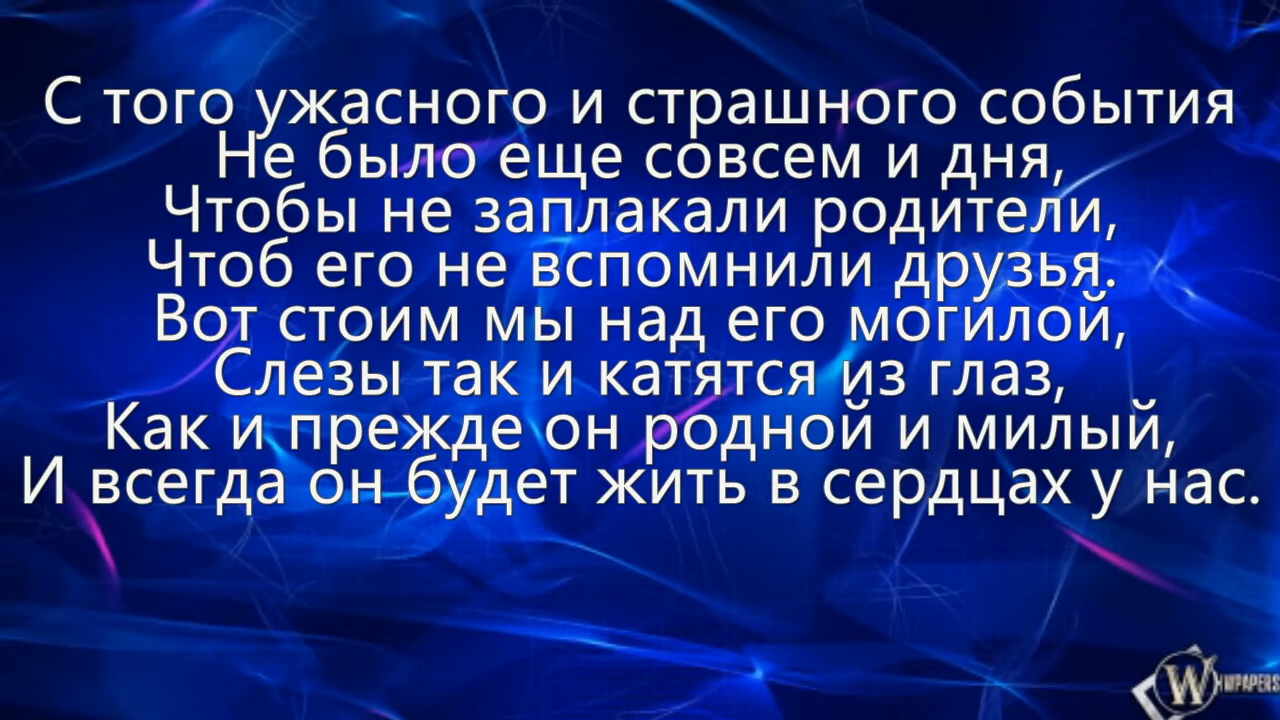 С того ужасного и страшного события
Не было еще совсем и дня,
Чтобы не заплакали родители,
Чтоб его не вспомнили друзья.
Вот стоим мы над его могилой,
Слезы так и катятся из глаз,
Как и прежде он родной и милый,
И всегда он будет жить в сердцах у нас.
W